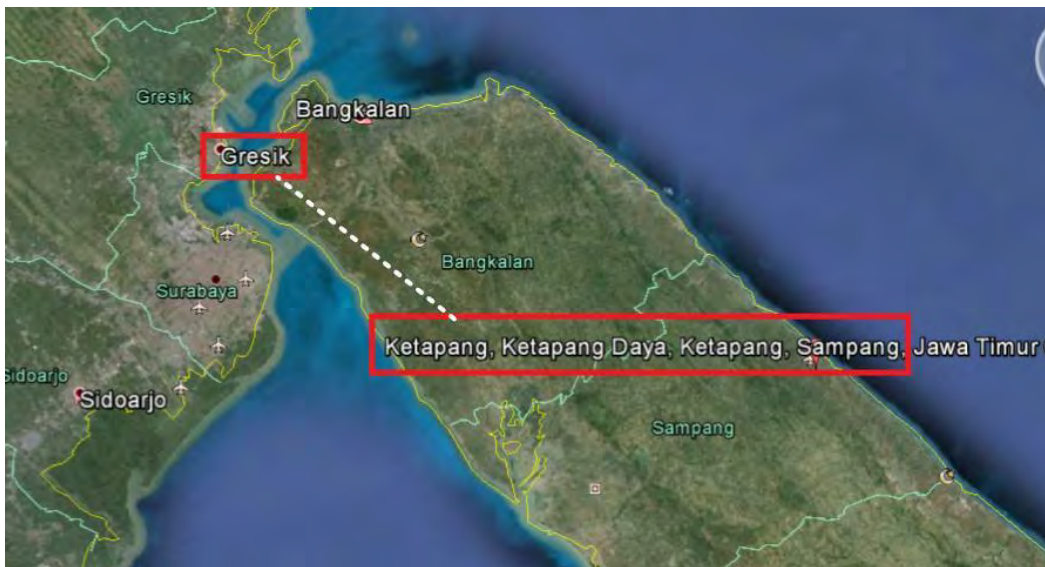 Gresik
Bangkalan
Gresik
Bangkalan
Surabaya
Ketapang, Ketapang Daya, Ketapang, Sampang, Jawa Timur
Sidoarjo
Sidoarjo
Sampang